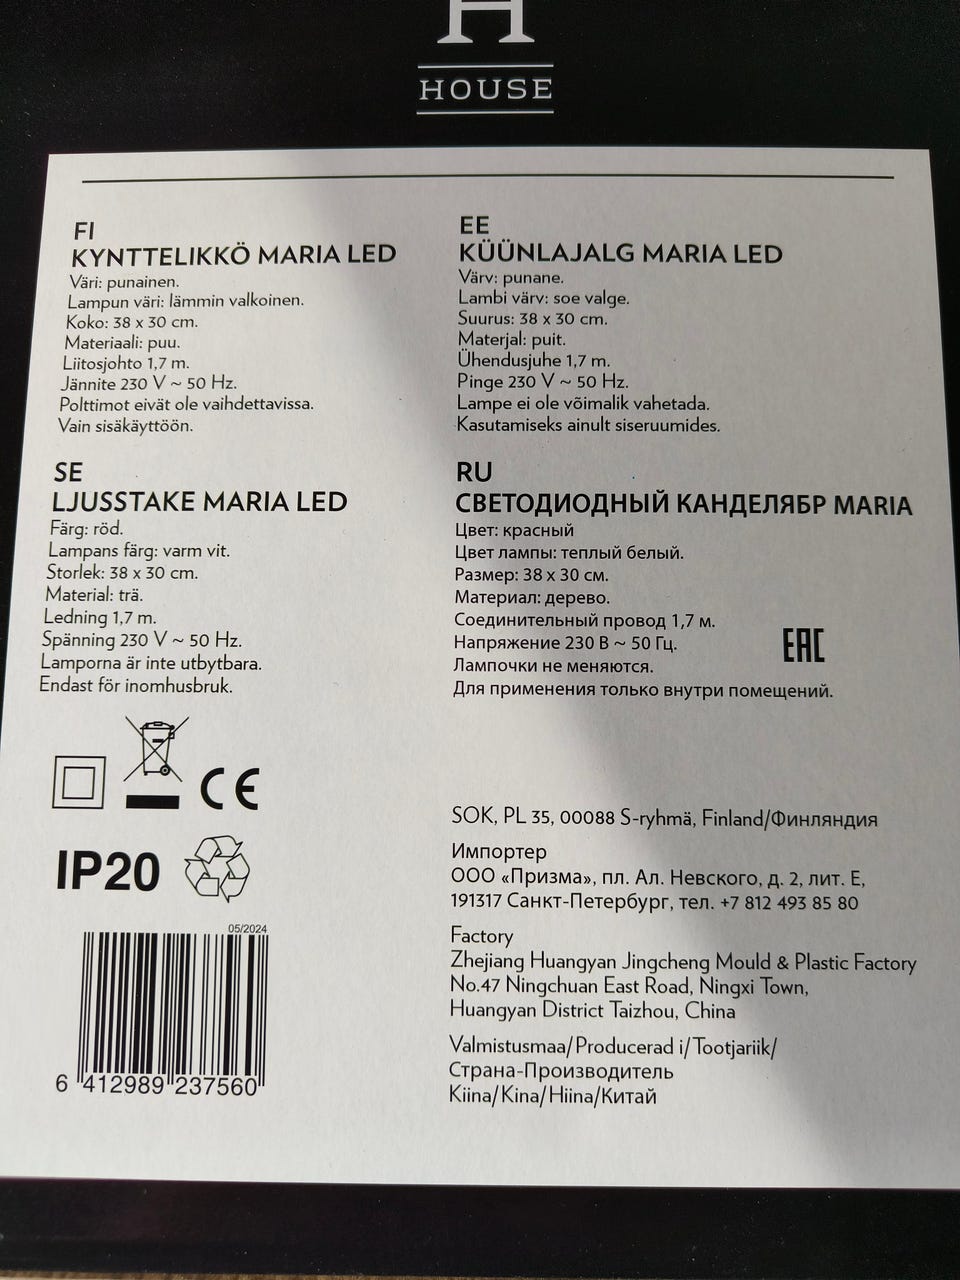 H
HOUSE
FI
KYNTTELIKKÖ MARIA LED
Väri: punainen.
Lampun väri: lämmin valkoinen.
Koko: 38 x 30 cm.
Materiaali: puu.
Liitosjohto 1,7 m.
Jännite 230 V ~ 50 Hz.
Polttimot eivät ole vaihdettavissa.
Vain sisäkäyttöön.
EE
KÜÜNLAJALG MARIA LED
Värv: punane.
Lambi värv: soe valge.
Suurus: 38 x 30 cm.
Materjal: puit.
Ühendusjuhe 1,7 m.
Pinge 230 V ~ 50 Hz.
Lampe ei ole võimalik vahetada.
Kasutamiseks ainult siseruumides.
SE
LJUSSTAKE MARIA LED
Färg: röd.
Lampans färg: varm vit.
Storlek: 38 x 30 cm.
Material: trä.
Ledning 1,7 m.
Spänning 230 V ~ 50 Hz.
Lamporna är inte utbytbara.
Endast för inomhusbruk.
RU
СВЕТОДИОДНЫЙ КАНДЕЛЯБР MARIA
Цвет: красный
Цвет лампы: теплый белый.
Размер: 38 x 30 см.
Материал: дерево.
Соединительный провод 1,7 м.
Напряжение 230 В ~ 50 Гц.
Лампочки не меняются.
Для применения только внутри помещений.
EAC
CE
IP20
05/2024
6 412989 237560
SOK, PL 35, 00088 S-ryhmä, Finland/Финляндия
Импортер
ООО «Призма», пл. Ал. Невского, д. 2, лит. Е,
191317 Санкт-Петербург, тел. +7 812 493 85 80
Factory
Zhejiang Huangyan Jingcheng Mould & Plastic Factory
No.47 Ningchuan East Road, Ningxi Town,
Huangyan District Taizhou, China
Valmistusmaa/Producerad i/Tootjariik/
Страна-Производитель
Kiina/Kina/Hiina/Китай